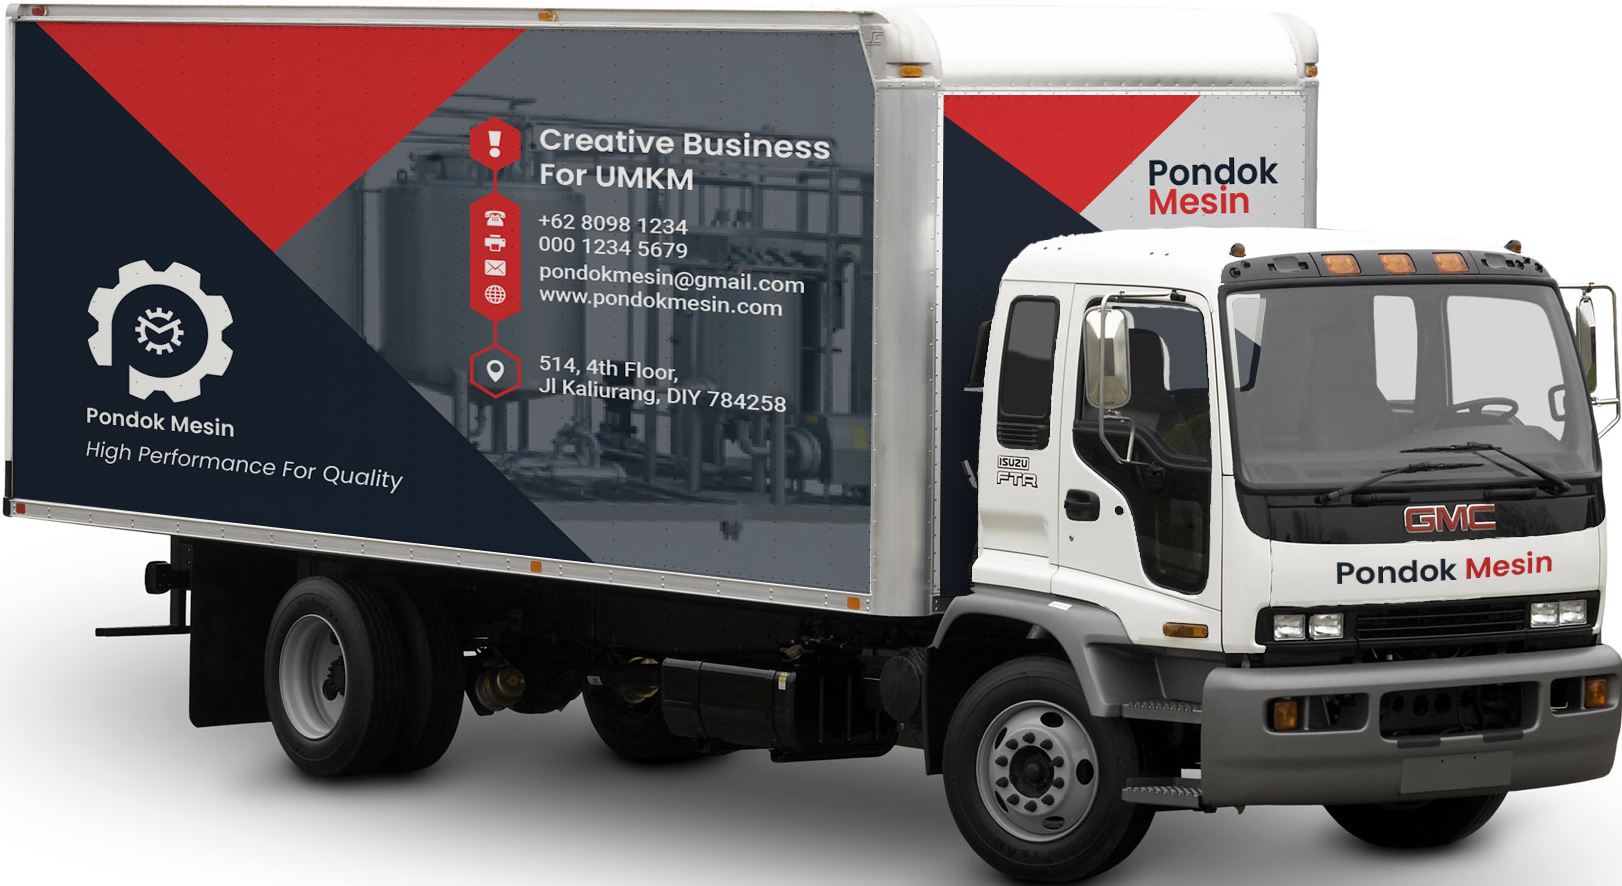 Creative Business
For UMKM
+62 8098 1234
000 1234 5679
pondokmesin@gmail.com
www.pondokmesin.com
514, 4th Floor,
Jl Kaliurang, DIY 784258
Pondok Mesin
High Performance For Quality
Pondok
Mesin
ISUZU
FTR
GMC
Pondok Mesin